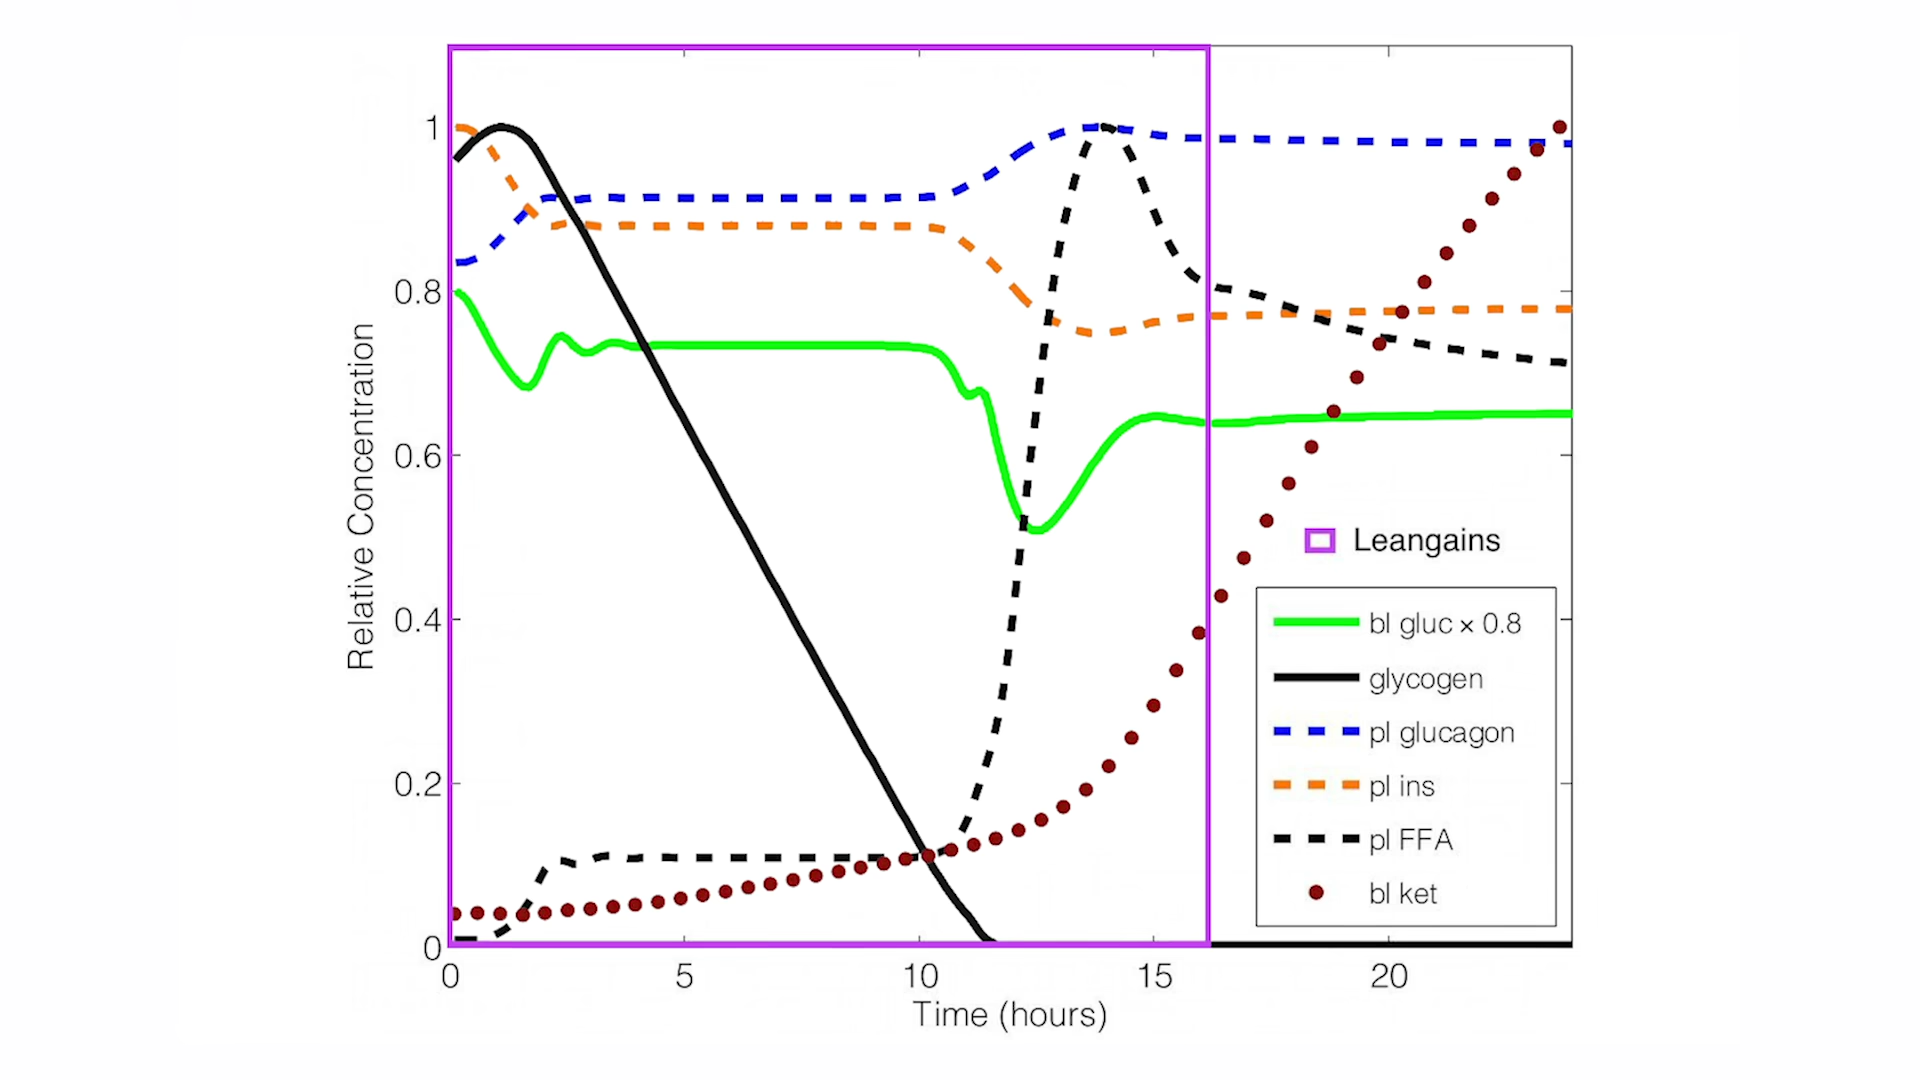 1
0.8
0.6
0.4
0.2
0
Relative Concentration
0 5 10 15 20
Time (hours)
Leangains
bl gluc × 0.8
glycogen
pl glucagon
pl ins
pl FFA
bl ket